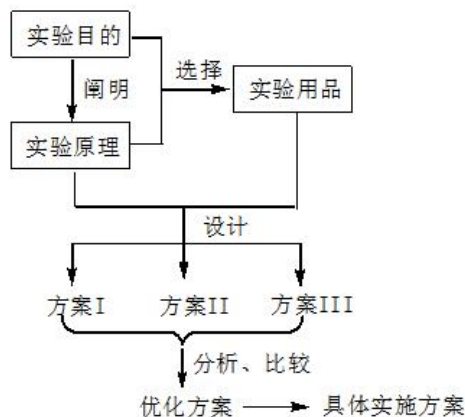 实验目的
阐明
选择
实验用品
实验原理
设计
方案I 方案II 方案III
分析、比较
优化方案 具体实施方案